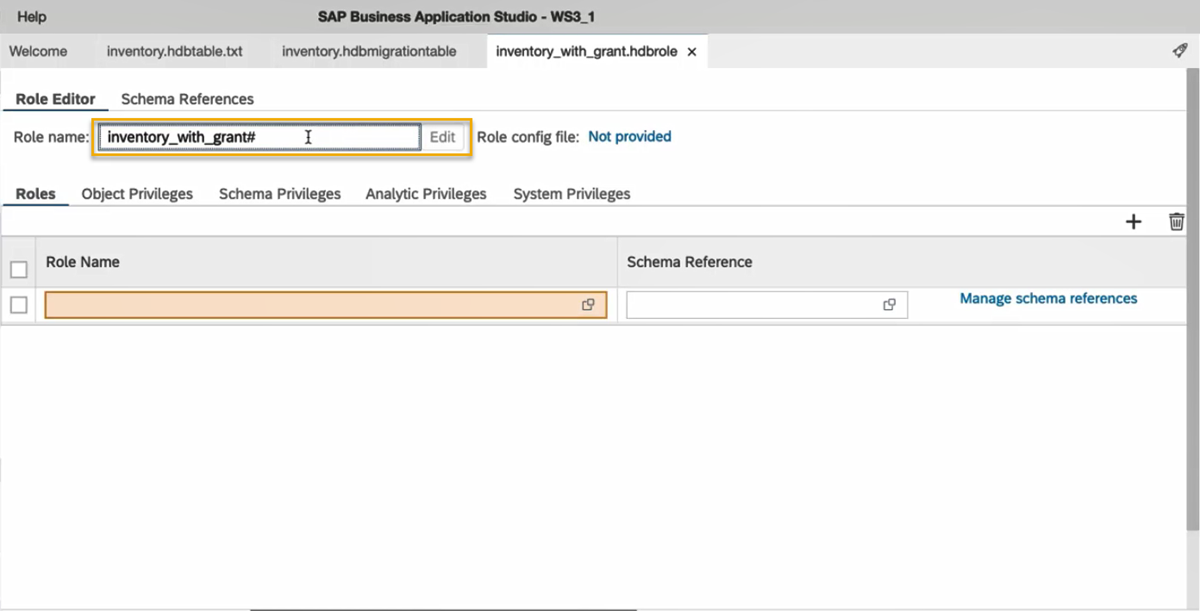 Help
SAP Business Application Studio - WS3_1
Welcome inventory.hdbtable.txt inventory.hdbmigrationtable inventory_with_grant.hdbrole ×
Role Editor Schema References
Role name: inventory_with_grant# Edit Role config file: Not provided
Roles Object Privileges Schema Privileges Analytic Privileges System Privileges
Role Name Schema Reference
Manage schema references